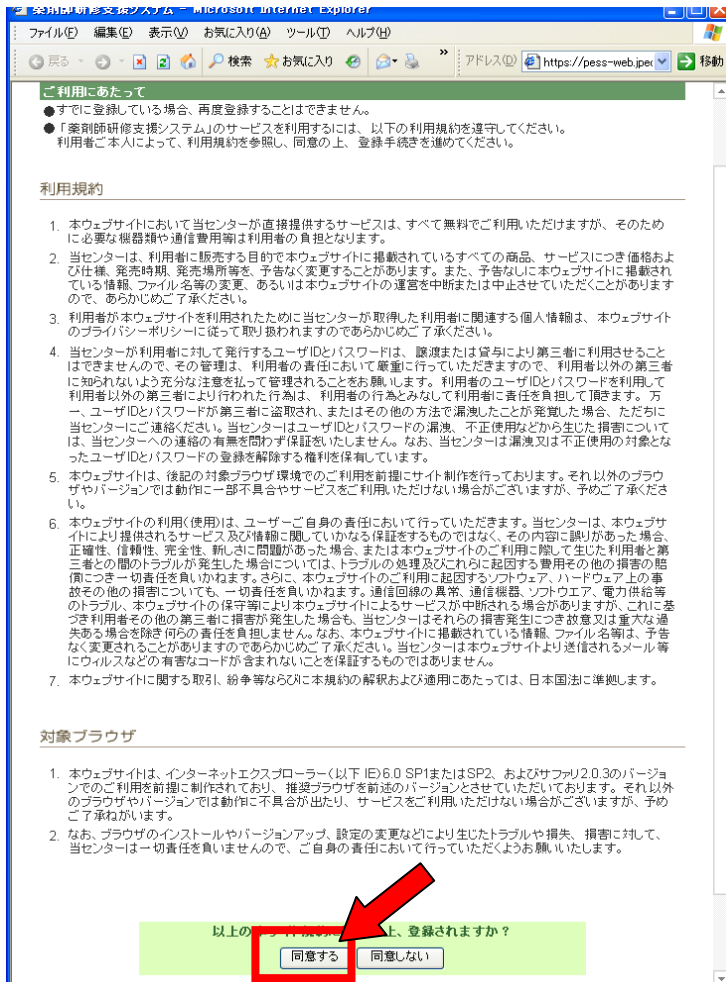 薬剤師研修支援システム - Microsoft Internet Explorer
ファイル(F) 編集(E) 表示(V) お気に入り(A) ツール(T) ヘルプ(H)
戻る 検索 お気に入り » アドレス(D) https://pess-web.jpec 移動
ご利用にあたって
●すでに登録している場合、再度登録することはできません。
●「薬剤師研修支援システム」のサービスを利用するには、以下の利用規約を遵守してください。
利用者ご本人によって、利用規約を参照し、同意の上、登録手続きを進めてください。
利用規約
1. 本ウェブサイトにおいて当センターが直接提供するサービスは、すべて無料でご利用いただけますが、そのため
に必要な機器類や通信費用等は利用者の負担となります。
2. 当センターは、利用者に販売する目的で本ウェブサイトに掲載されているすべての商品、サービスにつき価格およ
び仕様、発売時期、発売場所等を、予告なく変更することがあります。また、予告なしに本ウェブサイトに掲載され
ている情報、ファイル名等の変更、あるいは本ウェブサイトの運営を中断または中止させていただくことがあります
ので、あらかじめご了承ください。
3. 利用者が本ウェブサイトを利用されたために当センターが取得した利用者に関連する個人情報は、本ウェブサイト
のプライバシーポリシーに従って取り扱われますのであらかじめご了承ください。
4. 当センターが利用者に対して発行するユーザIDとパスワードは、譲渡または貸与により第三者に利用させること
はできませんので、その管理は、利用者の責任において厳重に行っていただきますので、利用者以外の第三者
に知られないよう充分な注意を払って管理されることをお願いします。利用者のユーザIDとパスワードを利用して
利用者以外の第三者により行われた行為は、利用者の行為とみなして利用者に責任を負担して頂きます。万
一、ユーザIDとパスワードが第三者に盗取され、またはその他の方法で漏洩したことが発覚した場合、ただちに
当センターにご連絡ください。当センターはユーザIDとパスワードの漏洩、不正使用などから生じた損害について
は、当センターへの連絡の有無を問わず保証をいたしません。なお、当センターは漏洩又は不正使用の対象とな
ったユーザIDとパスワードの登録を解除する権利を保有しています。
5. 本ウェブサイトは、後記の対象ブラウザ環境でのご利用を前提にサイト制作を行っております。それ以外のブラウ
ザやバージョンでは動作に一部不具合やサービスをご利用いただけない場合がございますが、予めご了承くださ
い。
6. 本ウェブサイトの利用(使用)は、ユーザーご自身の責任において行っていただきます。当センターは、本ウェブサ
イトにより提供されるサービス及び情報に関していかなる保証をするものではなく、その内容に誤りがあった場合、
正確性、信頼性、完全性、新しさに問題があった場合、または本ウェブサイトのご利用に際して生じた利用者と第
三者との間のトラブルが発生した場合については、トラブルの処理及びこれらに起因する費用その他の損害の賠
償につき一切責任を負いかねます。さらに、本ウェブサイトのご利用に起因するソフトウェア、ハードウェア上の事
故その他の損害についても、一切責任を負いかねます。通信回線の異常、通信機器、ソフトウエア、電力供給等
のトラブル、本ウェブサイトの保守等により本ウェブサイトによるサービスが中断される場合がありますが、これに基
づき利用者その他の第三者に損害が発生した場合も、当センターはそれらの損害発生につき故意又は重大な過
失ある場合を除き何らの責任を負担しません。なお、本ウェブサイトに掲載されている情報、ファイル名等は、予告
なく変更されることがありますのであらかじめご了承ください。当センターは本ウェブサイトより送信されるメール等
にウィルスなどの有害なコードが含まれないことを保証するものではありません。
7. 本ウェブサイトに関する取引、紛争等ならびに本規約の解釈および適用にあたっては、日本国法に準拠します。
対象ブラウザ
1. 本ウェブサイトは、インターネットエクスプローラー(以下 IE)6.0 SP1またはSP2、およびサファリ2.0.3のバージョ
ンでのご利用を前提に制作されており、推奨ブラウザを前述のバージョンとさせていただいております。それ以外
のブラウザやバージョンでは動作に不具合が出たり、サービスをご利用いただけない場合がございますが、予め
ご了承ねがいます。
2. なお、ブラウザのインストールやバージョンアップ、設定の変更などにより生じたトラブルや損失、損害に対して、
当センターは一切責任を負いませんので、ご自身の責任において行っていただくようお願いいたします。
以上の 上、登録されますか?
同意する 同意しない